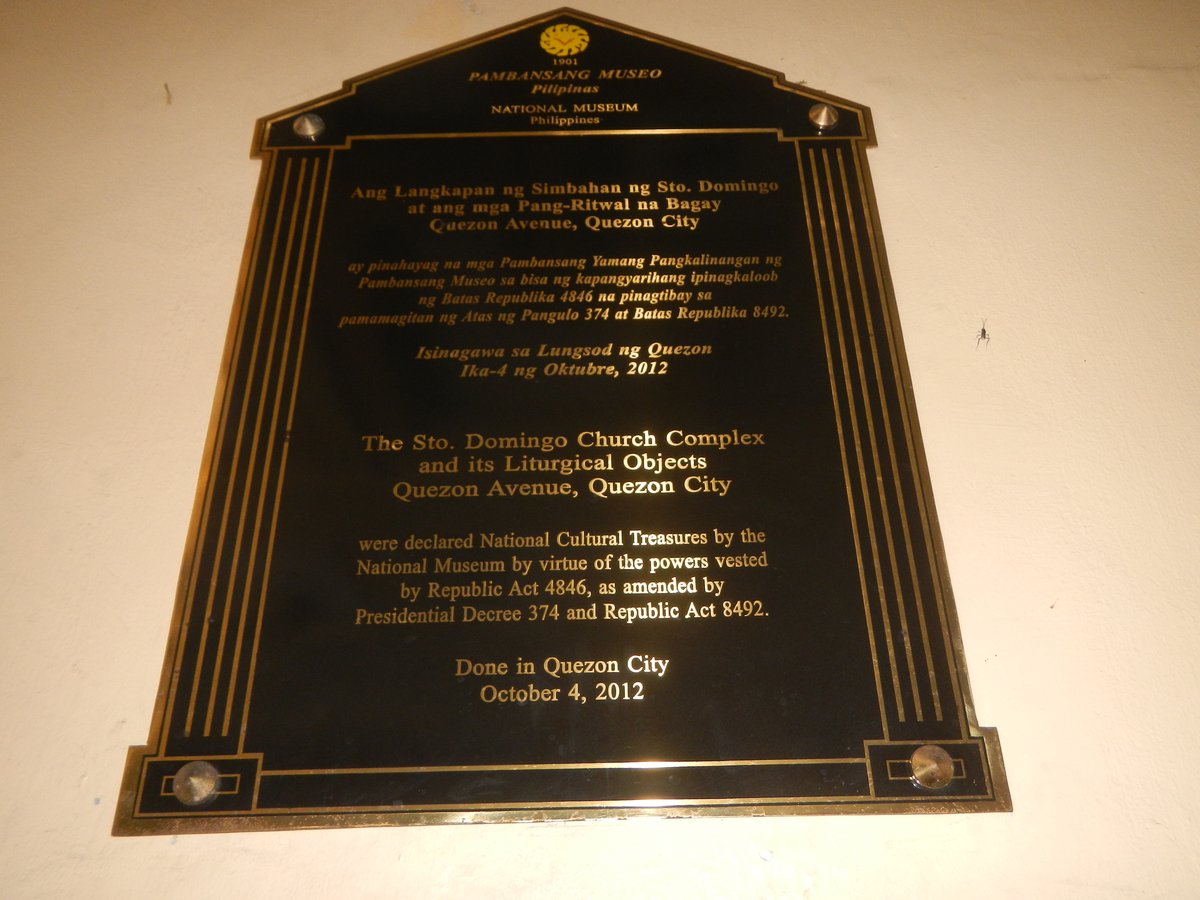 1901
PAMBANSANG MUSEO
Pilipinas
NATIONAL MUSEUM
Philippines
Ang Langkapan ng Simbahan ng Sto. Domingo
at ang mga Pang-Ritwal na Bagay
Quezon Avenue, Quezon City
ay pinahayag na mga Pambansang Yamang Pangkalinangan ng
Pambansang Museo sa bisa ng kapangyarihang ipinagkaloob
ng Batas Republika 4846 na pinagtibay sa
pamamagitan ng Atas ng Pangulo 374 at Batas Republika 8492.
Isinagawa sa Lungsod ng Quezon
Ika-4 ng Oktubre, 2012
The Sto. Domingo Church Complex
and its Liturgical Objects
Quezon Avenue, Quezon City
were declared National Cultural Treasures by the
National Museum by virtue of the powers vested
by Republic Act 4846, as amended by
Presidential Decree 374 and Republic Act 8492.
Done in Quezon City
October 4, 2012